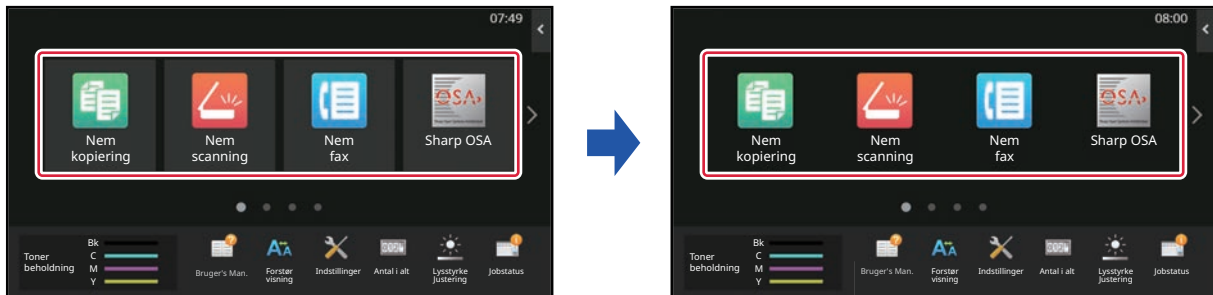 07:49
Nem
kopiering
Nem
scanning
Nem
fax
OSA
Sharp OSA
Toner
beholdning
Bk
C
M
Y
Bruger's Man.
Forstør
visning
Indstillinger
Antal i alt
Lysstyrke
Justering
Jobstatus
08:00
Nem
kopiering
Nem
scanning
Nem
fax
OSA
Sharp OSA
Toner
beholdning
Bk
C
M
Y
Bruger's Man.
Forstør
visning
Indstillinger
Antal i alt
Lysstyrke
Justering
Jobstatus